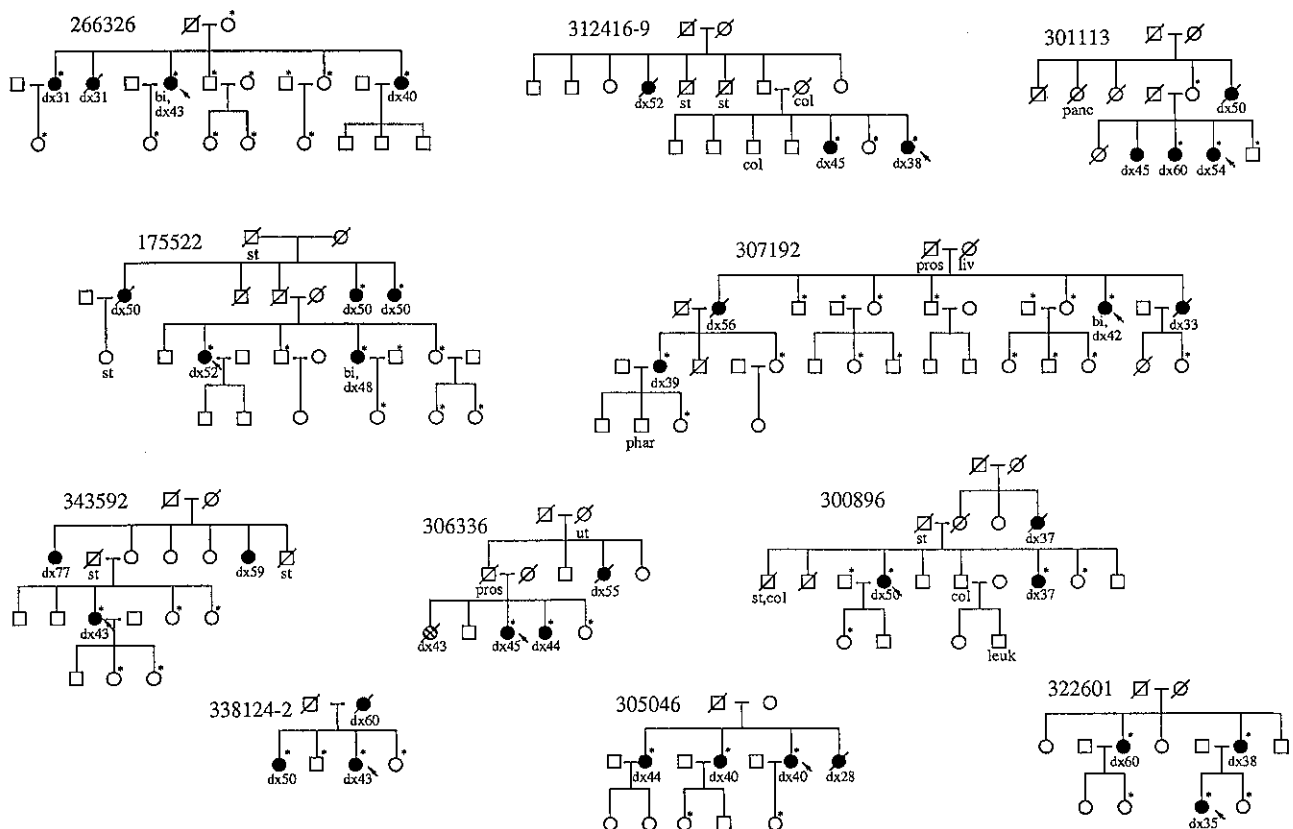 266326
* * * * * *
dx31 dx31 bi, dx43 dx40
* * * * *
312416-9
dx52 st st col
* * *
col dx45 dx38
301113
*
panc dx50
* * * *
dx45 dx60 dx54
175522
st
* *
dx50 dx50 dx50
* * * * *
st dx52 bi, dx48
* * *
307192
pros liv
* * * * * * *
dx56 bi, dx42 dx33
* * * * * * *
dx39
*
phar
343592
dx77 st dx59 st
* * *
dx43
* *
306336
ut
pros dx55
* * *
dx43 dx45 dx44
300896
st dx37
* * * *
st,col dx50 col dx37
*
leuk
338124-2
dx60
* * * *
dx50 dx43
305046
* * *
dx44 dx40 dx40 dx28
* *
322601
* *
dx60 dx38
* * *
dx35